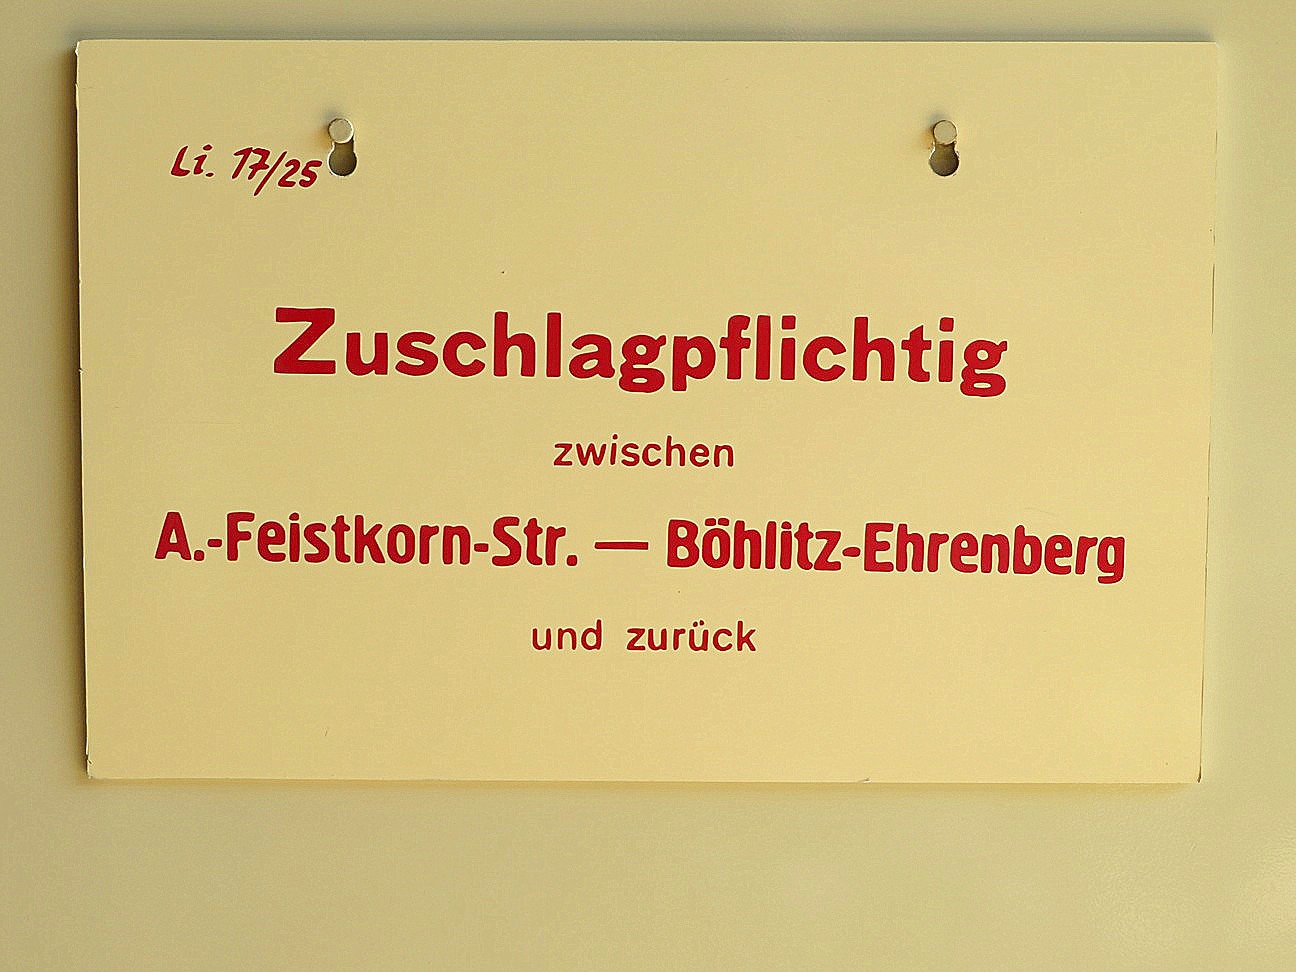 Li. 17/25
Zuschlagpflichtig
zwischen
A.-Feistkorn-Str. — Böhlitz-Ehrenberg
und zurück